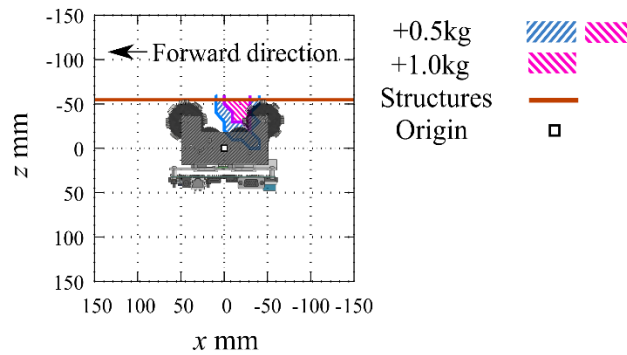 -150
-100
-50
0
50
100
150
z mm
Forward direction
150 100 50 0 -50 -100 -150
x mm
+0.5kg
+1.0kg
Structures
Origin